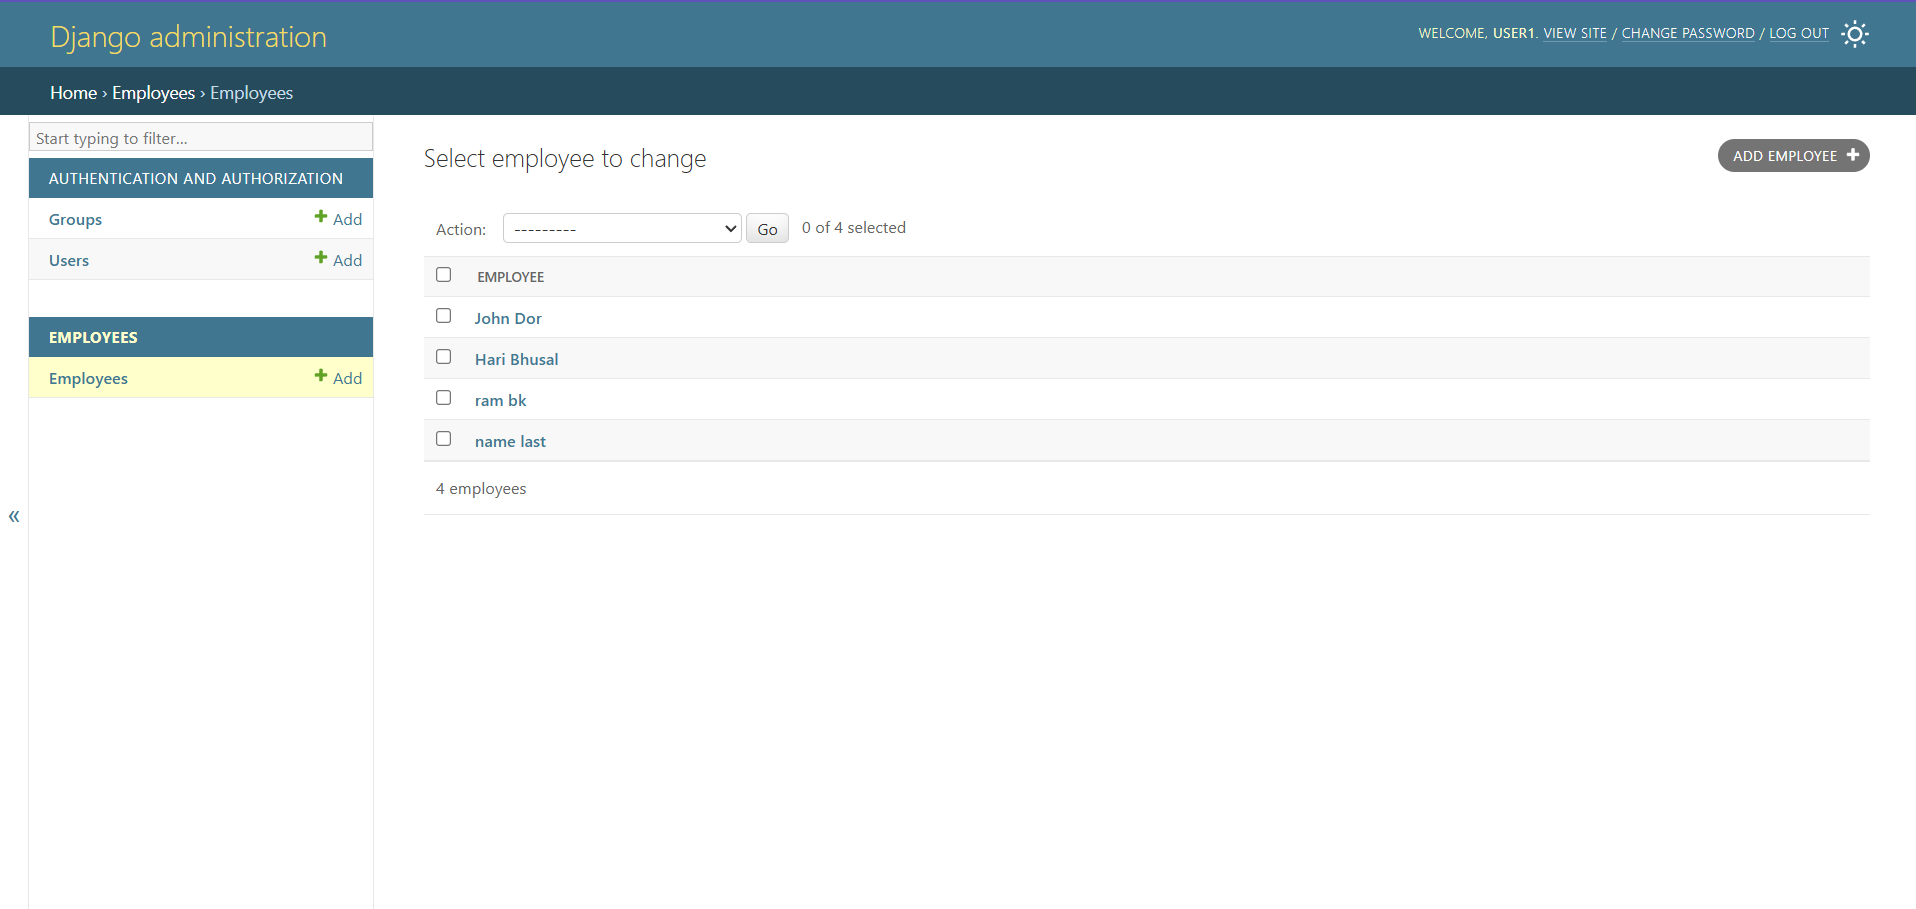 Django administration
WELCOME, USER1. VIEW SITE / CHANGE PASSWORD / LOG OUT
Home › Employees › Employees
Start typing to filter...
AUTHENTICATION AND AUTHORIZATION
Groups + Add
Users + Add
EMPLOYEES
Employees + Add
«
Select employee to change
ADD EMPLOYEE +
Action: --------- Go 0 of 4 selected
EMPLOYEE
John Dor
Hari Bhusal
ram bk
name last
4 employees